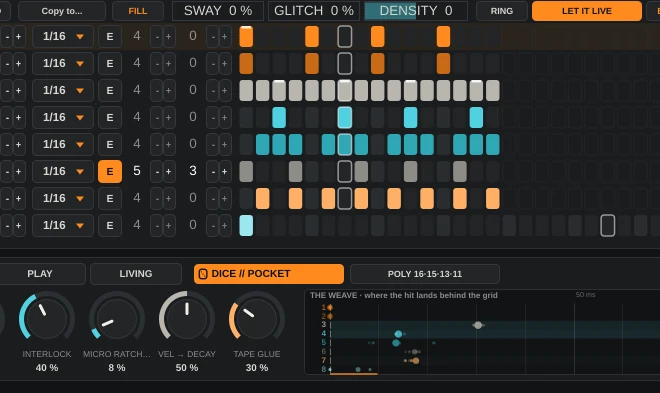 Copy to... FILL SWAY 0 % GLITCH 0 % DENSITY 0 RING LET IT LIVE
- + 1/16 E 4 - + 0 - +
- + 1/16 E 4 - + 0 - +
- + 1/16 E 4 - + 0 - +
- + 1/16 E 4 - + 0 - +
- + 1/16 E 4 - + 0 - +
- + 1/16 E 5 - + 3 - +
- + 1/16 E 4 - + 0 - +
- + 1/16 E 4 - + 0 - +
PLAY LIVING DICE // POCKET POLY 16-15-13-11
THE WEAVE · where the hit lands behind the grid 50 ms
1
2
3
4
5
6
7
8
INTERLOCK MICRO RATCH... VEL → DECAY TAPE GLUE
40 % 8 % 50 % 30 %